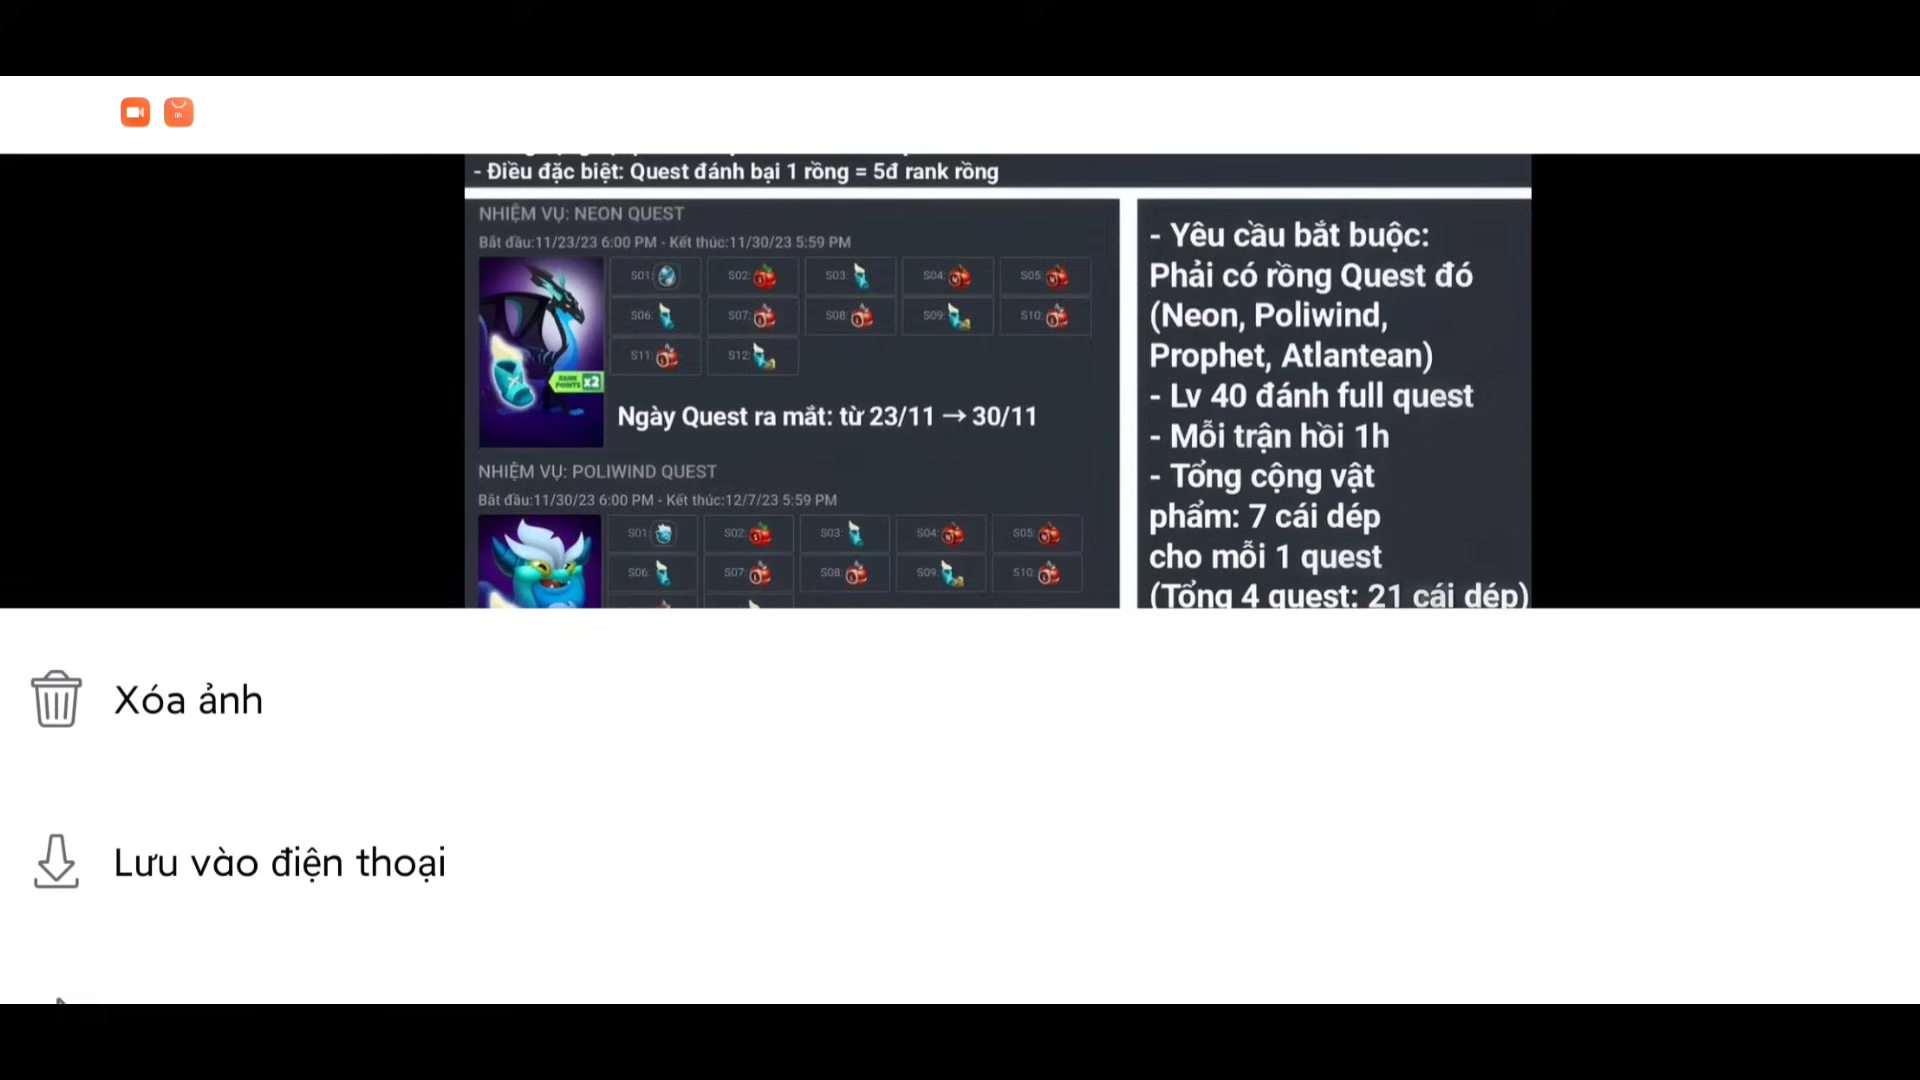 - Điều đặc biệt: Quest đánh bại 1 rồng = 5đ rank rồng
NHIỆM VỤ: NEON QUEST
Bắt đầu:11/23/23 6:00 PM - Kết thúc:11/30/23 5:59 PM
S01: S02: S03: S04: S05:
S06: S07: S08: S09: S10:
S11: S12:
RANK POINTS x2
Ngày Quest ra mắt: từ 23/11 → 30/11
NHIỆM VỤ: POLIWIND QUEST
Bắt đầu:11/30/23 6:00 PM - Kết thúc:12/7/23 5:59 PM
S01: S02: S03: S04: S05:
S06: S07: S08: S09: S10:
- Yêu cầu bắt buộc:
Phải có rồng Quest đó
(Neon, Poliwind,
Prophet, Atlantean)
- Lv 40 đánh full quest
- Mỗi trận hồi 1h
- Tổng cộng vật
phẩm: 7 cái dép
cho mỗi 1 quest
(Tổng 4 quest: 21 cái dép)
Xóa ảnh
Lưu vào điện thoại